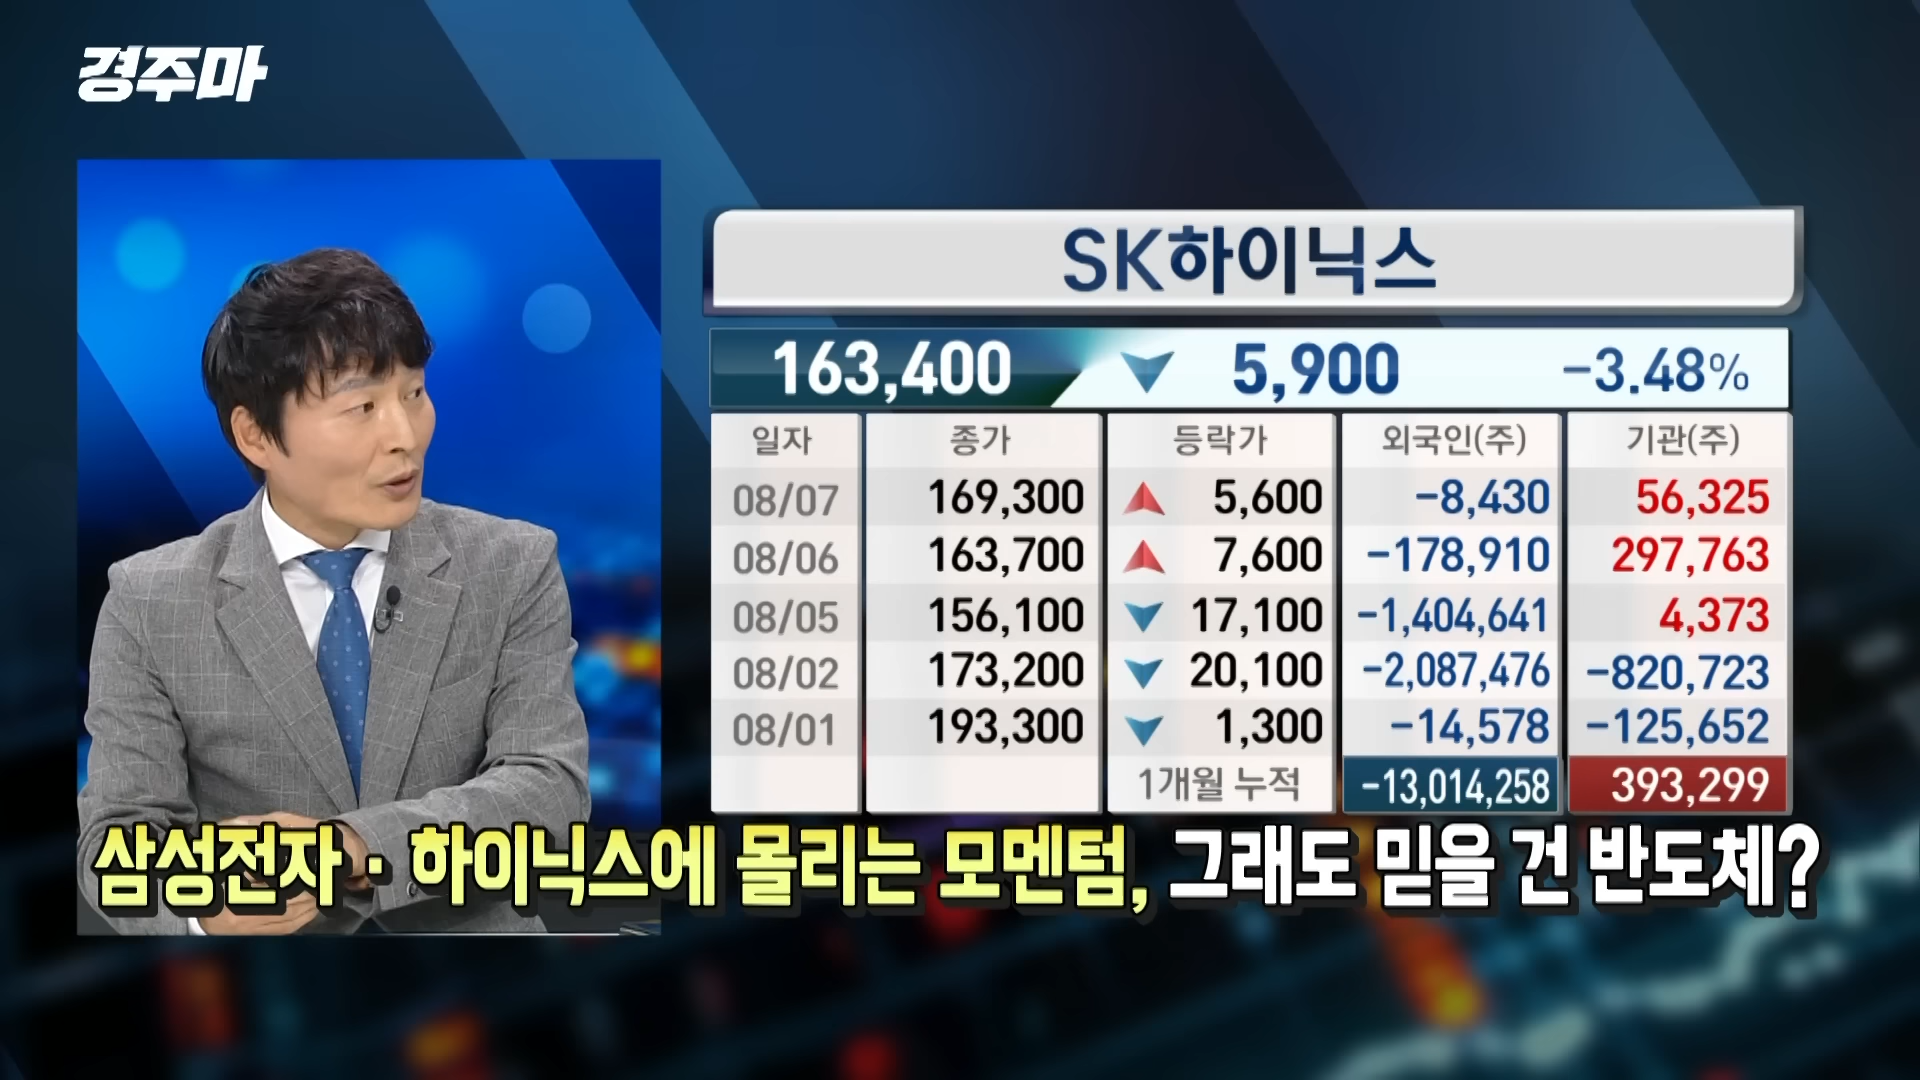 경주마
SK하이닉스
163,400 ▼ 5,900 -3.48%
일자 종가 등락가 외국인(주) 기관(주)
08/07 169,300 ▲ 5,600 -8,430 56,325
08/06 163,700 ▲ 7,600 -178,910 297,763
08/05 156,100 ▼ 17,100 -1,404,641 4,373
08/02 173,200 ▼ 20,100 -2,087,476 -820,723
08/01 193,300 ▼ 1,300 -14,578 -125,652
1개월 누적 -13,014,258 393,299
삼성전자·하이닉스에 몰리는 모멘텀, 그래도 믿을 건 반도체?